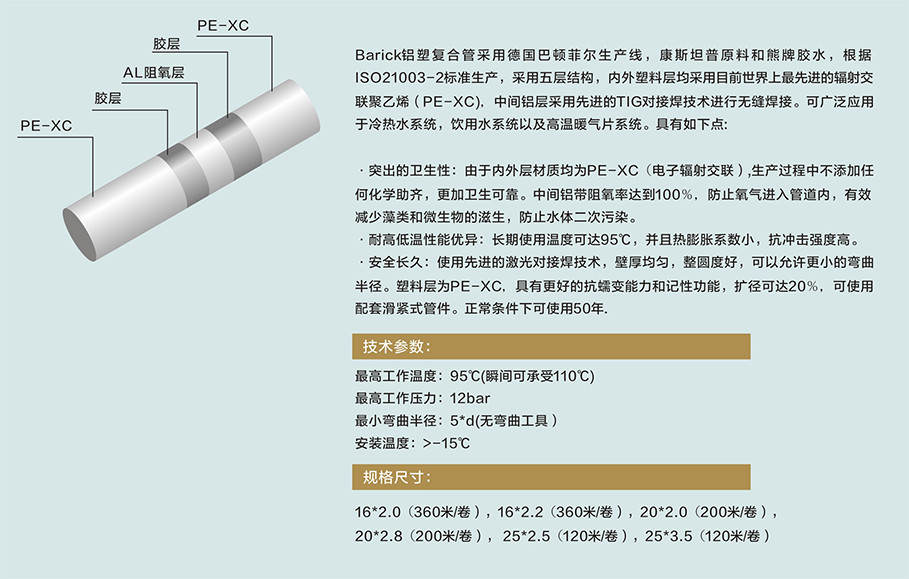 PE-XC
胶层
AL阻氧层
胶层
PE-XC
Barick铝塑复合管采用德国巴顿菲尔生产线，康斯坦普原料和熊牌胶水，根据
ISO21003-2标准生产，采用五层结构，内外塑料层均采用目前世界上最先进的辐射交
联聚乙烯（PE-XC），中间铝层采用先进的TIG对接焊技术进行无缝焊接。可广泛应用
于冷热水系统，饮用水系统以及高温暖气片系统。具有如下点:
·突出的卫生性：由于内外层材质均为PE-XC（电子辐射交联）,生产过程中不添加任
何化学助齐，更加卫生可靠。中间铝带阻氧率达到100%，防止氧气进入管道内，有效
减少藻类和微生物的滋生，防止水体二次污染。
·耐高低温性能优异：长期使用温度可达95℃，并且热膨胀系数小，抗冲击强度高。
·安全长久：使用先进的激光对接焊技术，壁厚均匀，整圆度好，可以允许更小的弯曲
半径。塑料层为PE-XC，具有更好的抗蠕变能力和记性功能，扩径可达20%，可使用
配套滑紧式管件。正常条件下可使用50年.
技术参数：
最高工作温度：95℃(瞬间可承受110℃)
最高工作压力：12bar
最小弯曲半径：5*d(无弯曲工具）
安装温度：>-15℃
规格尺寸：
16*2.0（360米/卷），16*2.2（360米/卷），20*2.0（200米/卷），
20*2.8（200米/卷），25*2.5（120米/卷），25*3.5（120米/卷）